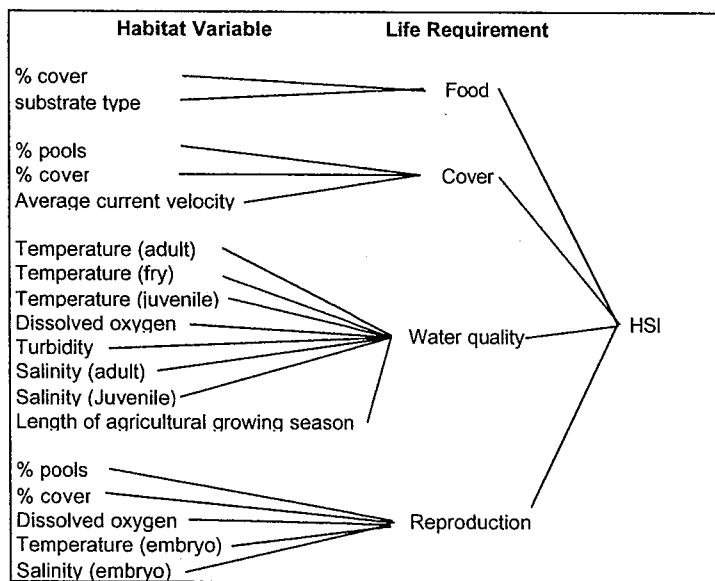 Habitat Variable Life Requirement
% cover
substrate type
Food
% pools
% cover
Average current velocity
Cover
Temperature (adult)
Temperature (fry)
Temperature (juvenile)
Dissolved oxygen
Turbidity
Salinity (adult)
Salinity (Juvenile)
Length of agricultural growing season
Water quality
% pools
% cover
Dissolved oxygen
Temperature (embryo)
Salinity (embryo)
Reproduction
HSI